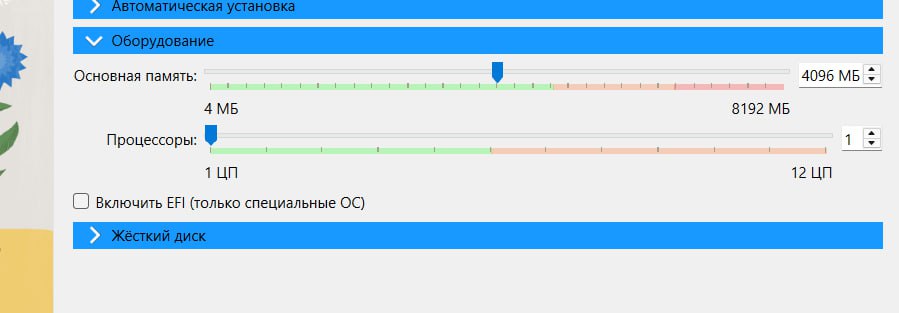 Автоматическая установка
Оборудование
Основная память:
4096 МБ
4 МБ
8192 МБ
Процессоры:
1
1 ЦП
12 ЦП
Включить EFI (только специальные ОС)
Жёсткий диск